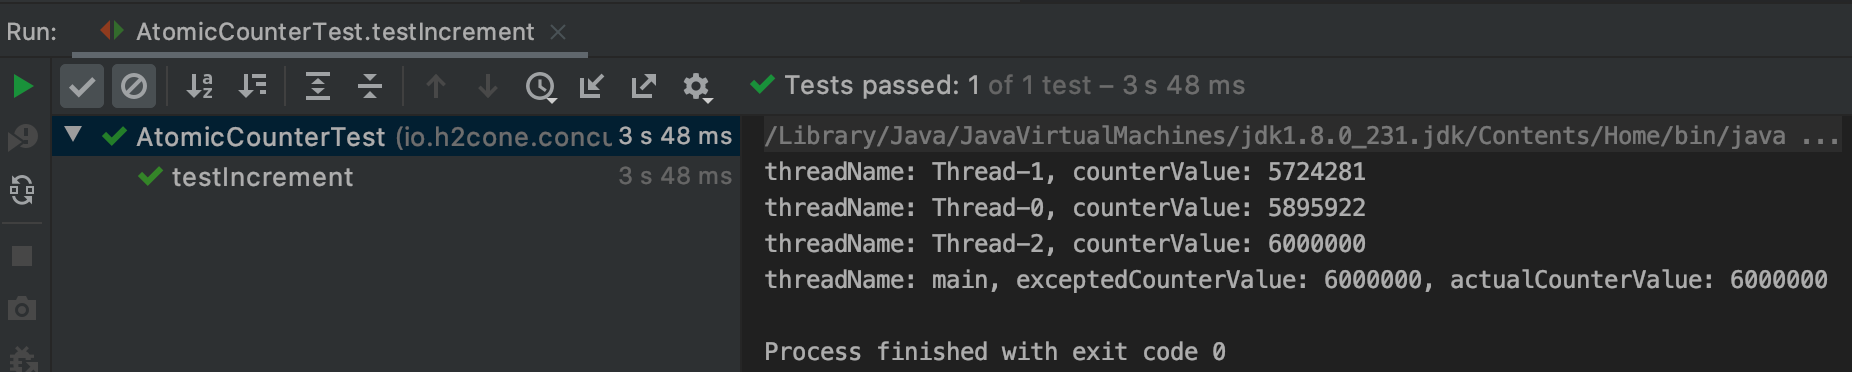 Run: AtomicCounterTest.testIncrement
Tests passed: 1 of 1 test – 3 s 48 ms
AtomicCounterTest (io.h2cone.concu 3 s 48 ms
testIncrement 3 s 48 ms
/Library/Java/JavaVirtualMachines/jdk1.8.0_231.jdk/Contents/Home/bin/java ...
threadName: Thread-1, counterValue: 5724281
threadName: Thread-0, counterValue: 5895922
threadName: Thread-2, counterValue: 6000000
threadName: main, exceptedCounterValue: 6000000, actualCounterValue: 6000000
Process finished with exit code 0